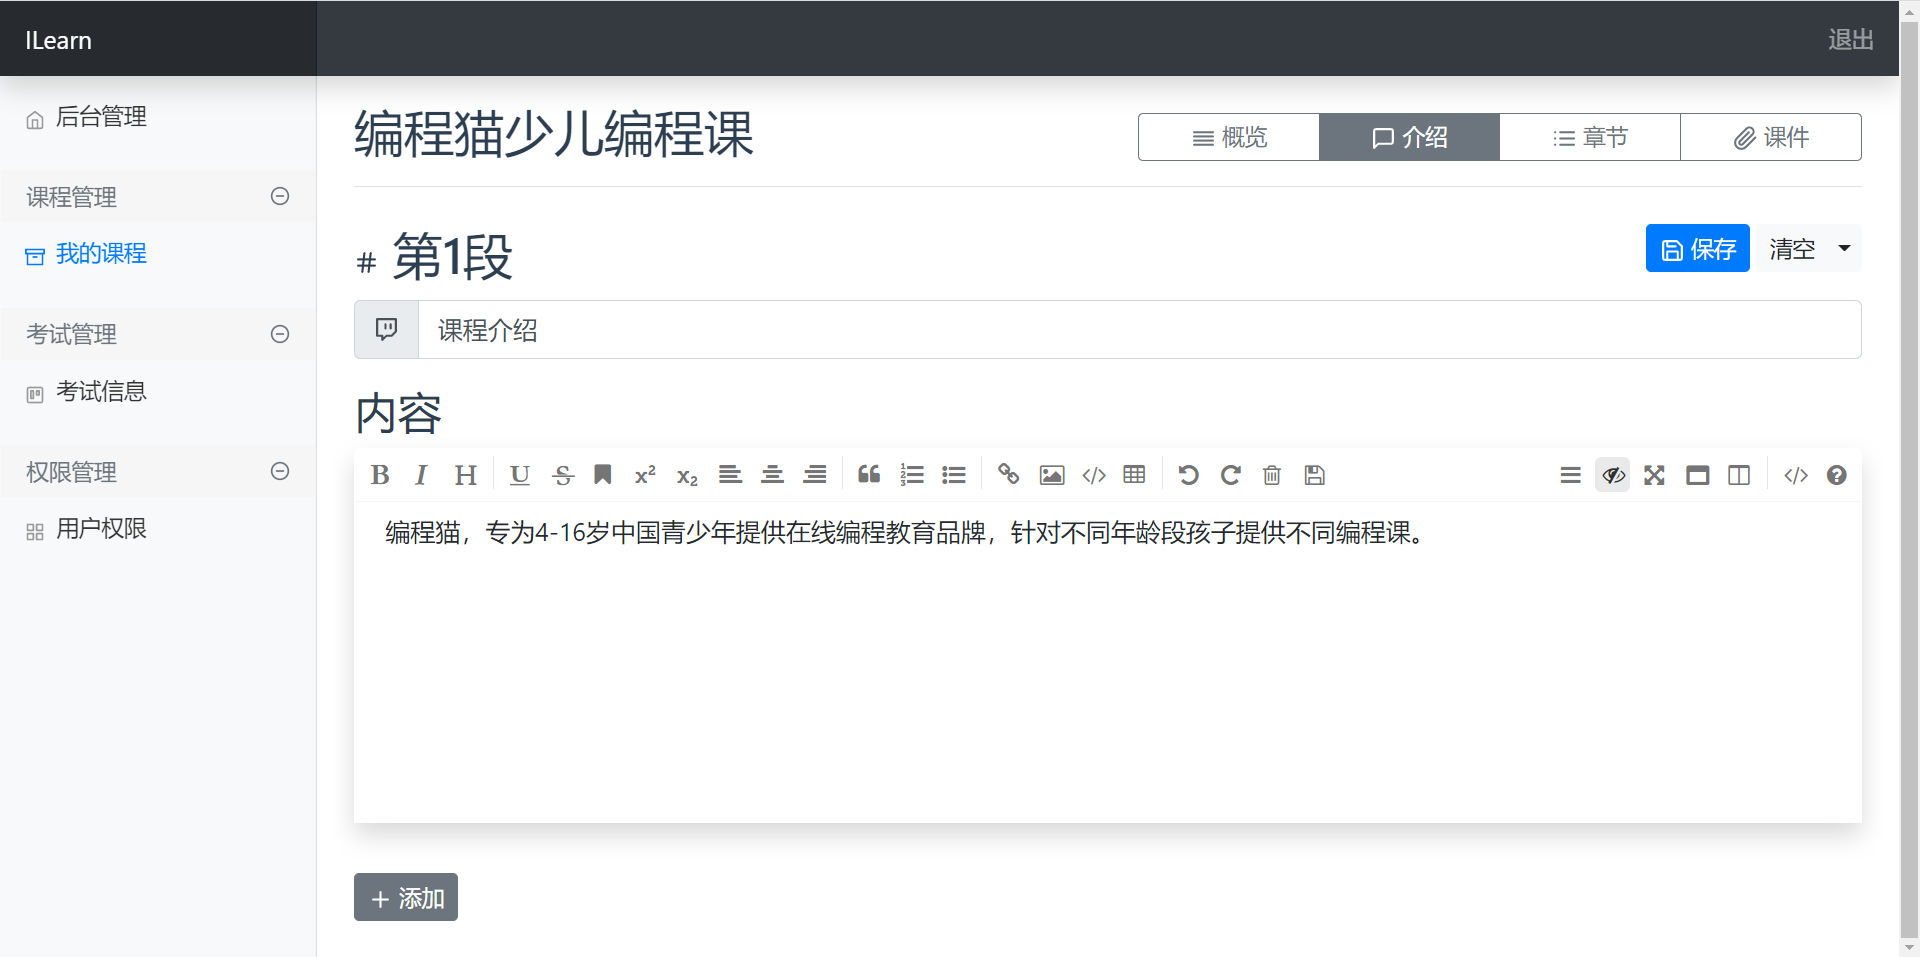 ILearn
退出
后台管理
课程管理
我的课程
考试管理
考试信息
权限管理
用户权限
编程猫少儿编程课
概览
介绍
章节
课件
# 第1段
保存
清空
课程介绍
内容
编程猫，专为4-16岁中国青少年提供在线编程教育品牌，针对不同年龄段孩子提供不同编程课。
+ 添加